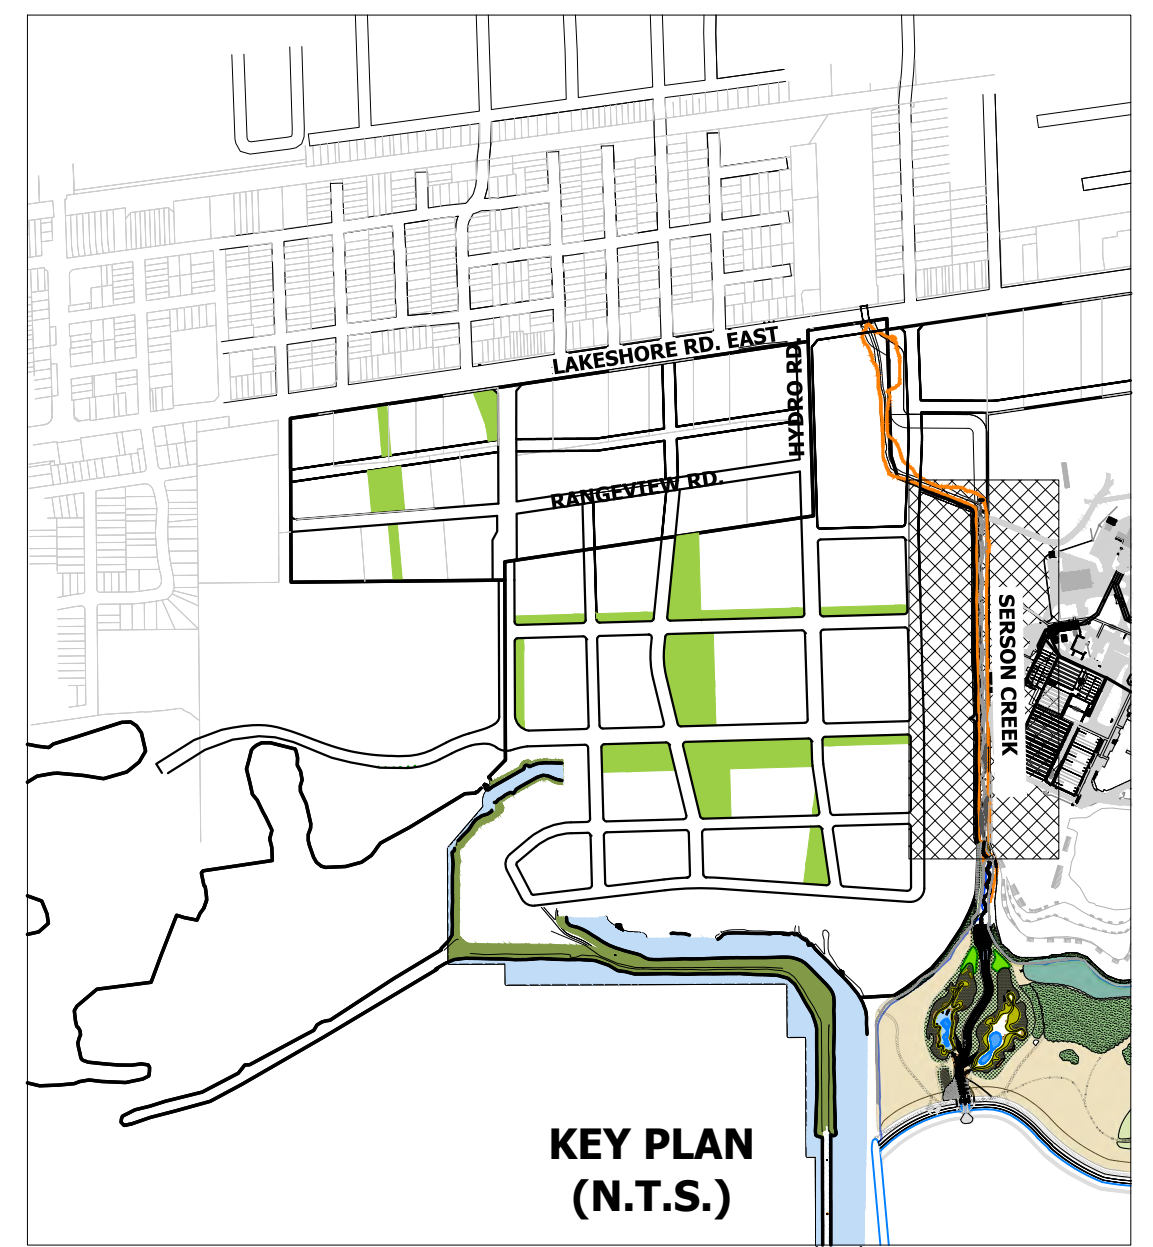 LAKESHORE RD. EAST
HYDRO RD.
RANGEVIEW RD.
SERSON CREEK
KEY PLAN
(N.T.S.)